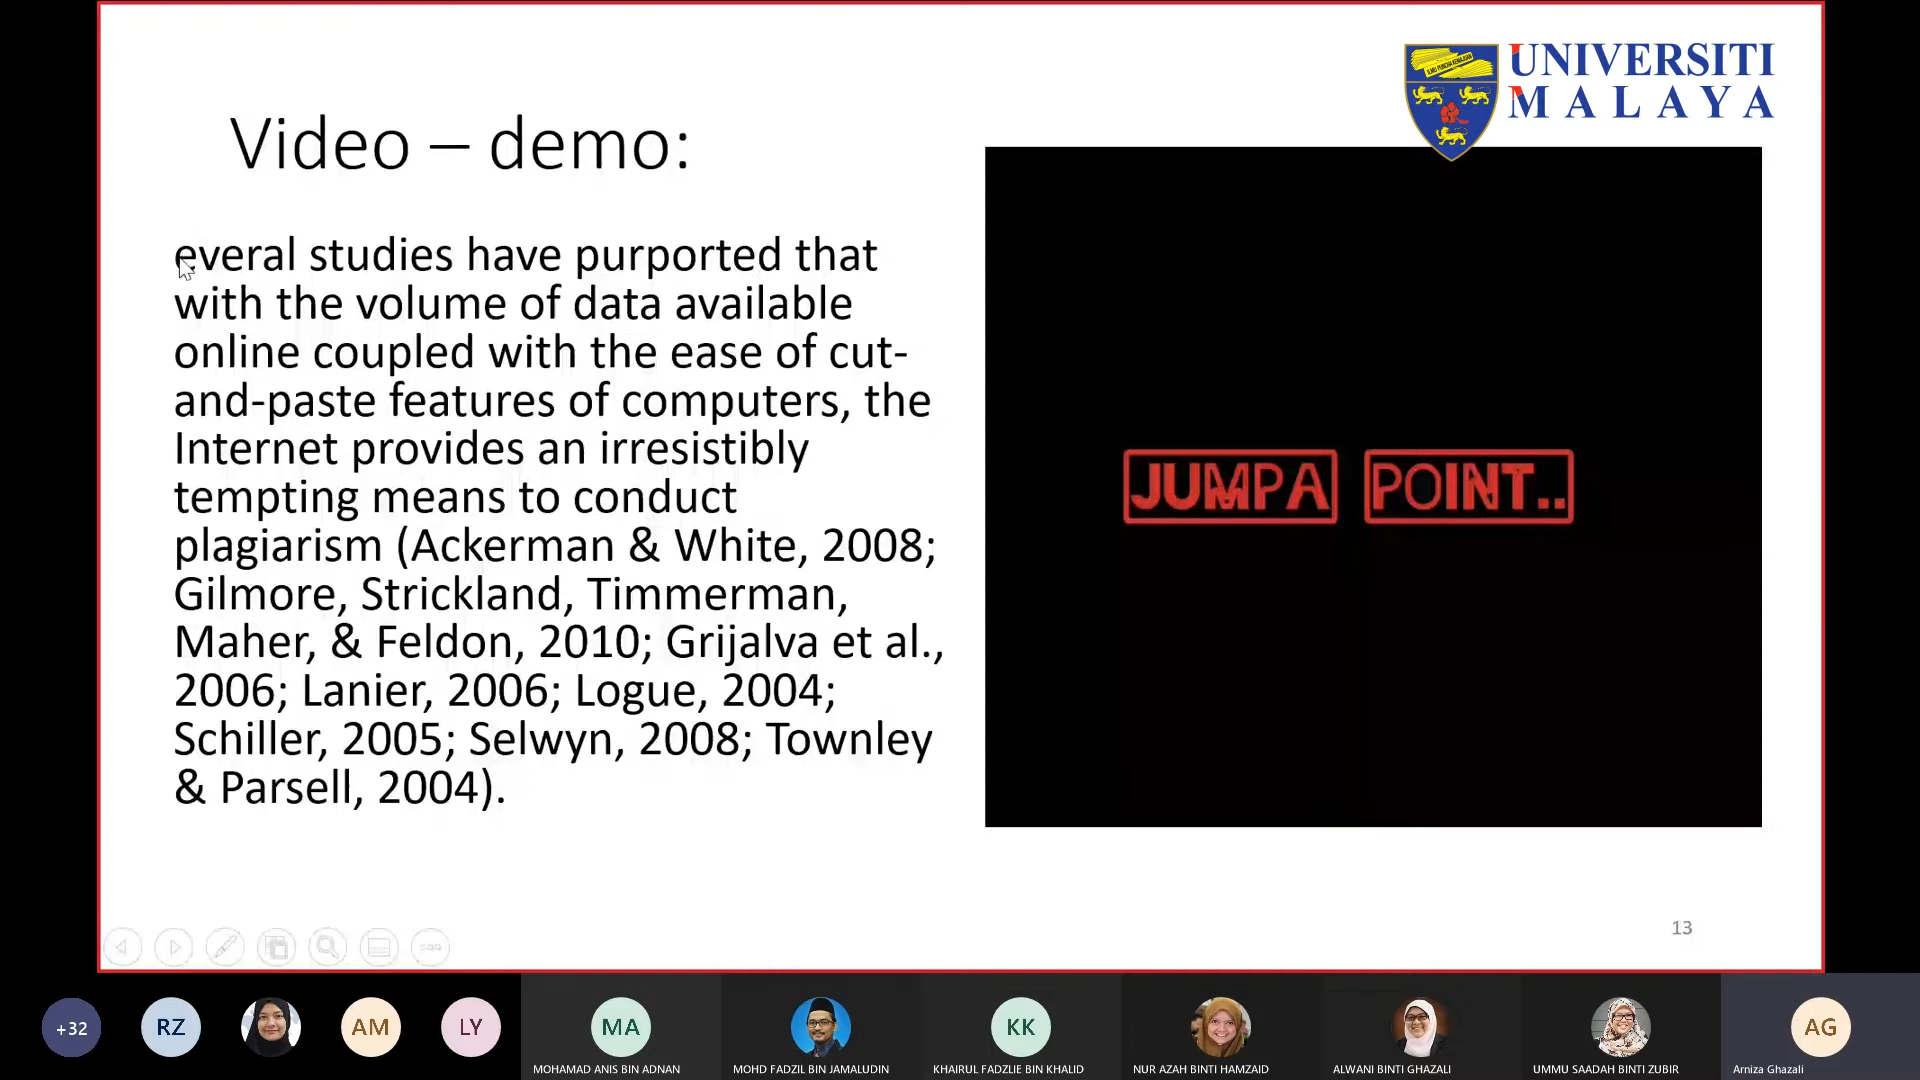 UNIVERSITI
MALAYA
Video – demo:
everal studies have purported that
with the volume of data available
online coupled with the ease of cut-
and-paste features of computers, the
Internet provides an irresistibly
tempting means to conduct
plagiarism (Ackerman & White, 2008;
Gilmore, Strickland, Timmerman,
Maher, & Feldon, 2010; Grijalva et al.,
2006; Lanier, 2006; Logue, 2004;
Schiller, 2005; Selwyn, 2008; Townley
& Parsell, 2004).
JUMPA POINT..
13
+32
RZ
AM
LY
MA
KK
AG
MOHAMAD ANIS BIN ADNAN
MOHD FADZIL BIN JAMALUDIN
KHAIRUL FADZLIE BIN KHALID
NUR AZAH BINTI HAMZAID
ALWANI BINTI GHAZALI
UMMU SAADAH BINTI ZUBIR
Arniza Ghazali